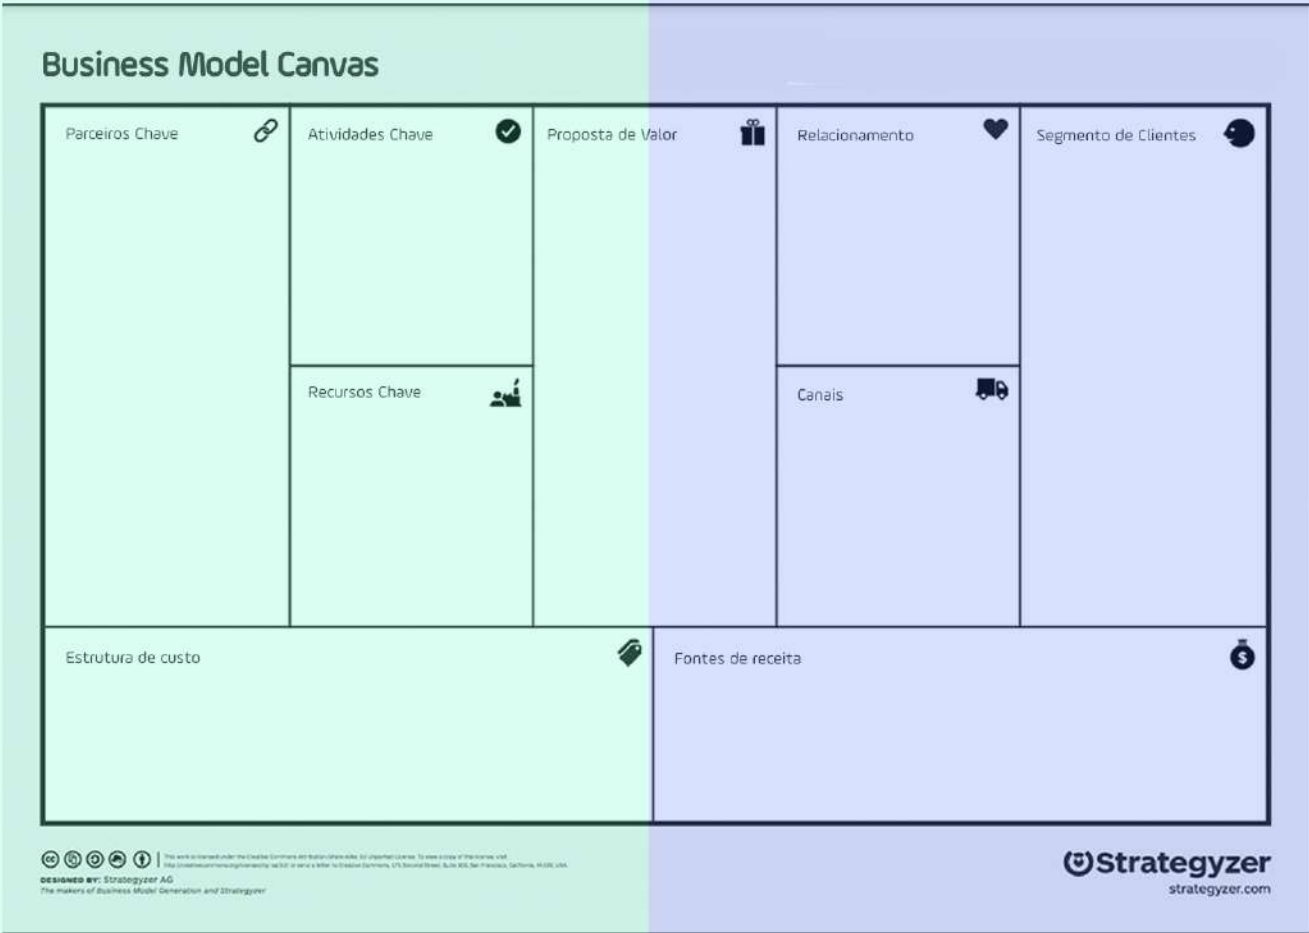 Business Model Canvas
Parceiros Chave
Atividades Chave
Proposta de Valor
Relacionamento
Segmento de Clientes
Recursos Chave
Canais
Estrutura de custo
Fontes de receita
DESIGNED BY: Strategyzer AG
The makers of Business Model Generation and Strategyzer
Strategyzer
strategyzer.com